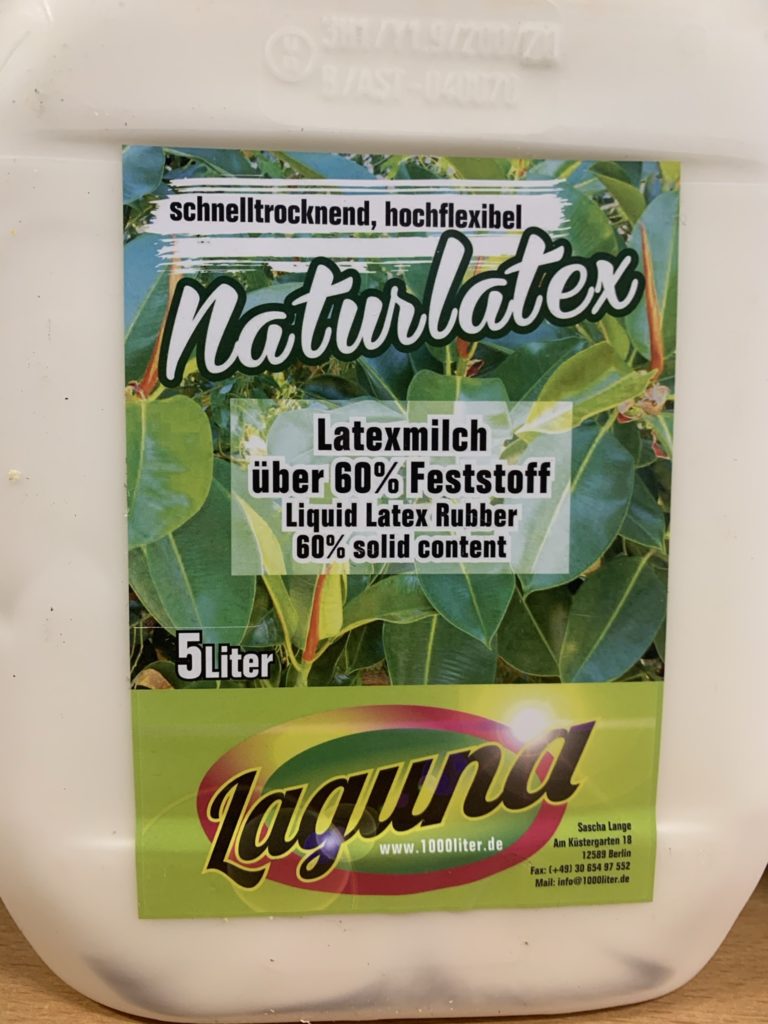 schnelltrocknend, hochflexibel
Naturlatex
Latexmilch
über 60% Feststoff
Liquid Latex Rubber
60% solid content
5Liter
Laguna
www.1000liter.de
Sascha Lange
Am Küstergarten 18
12589 Berlin
Fax: (+49) 30 654 97 552
Mail: info@1000liter.de